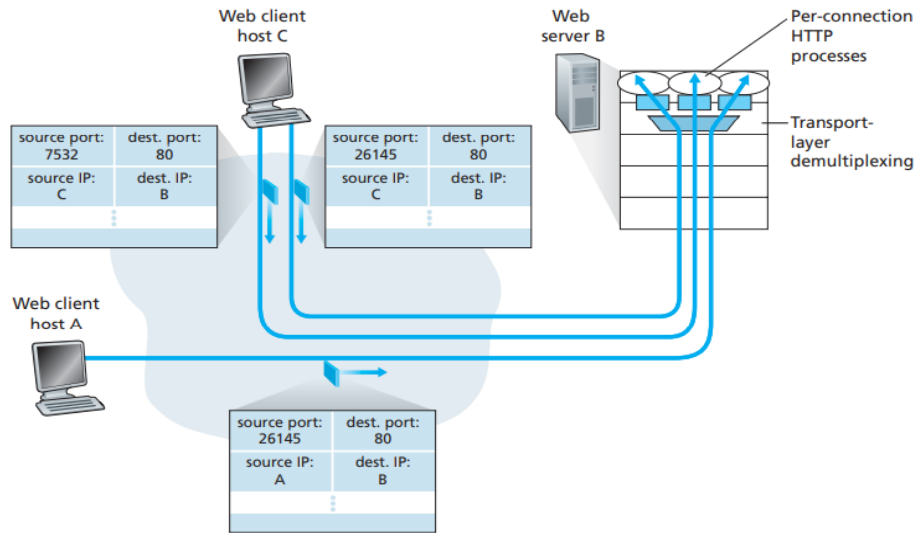 Web client
host C
Web
server B
Per-connection
HTTP
processes
Transport-
layer
demultiplexing
source port:
7532
dest. port:
80
source IP:
C
dest. IP:
B
source port:
26145
dest. port:
80
source IP:
C
dest. IP:
B
Web client
host A
source port:
26145
dest. port:
80
source IP:
A
dest. IP:
B